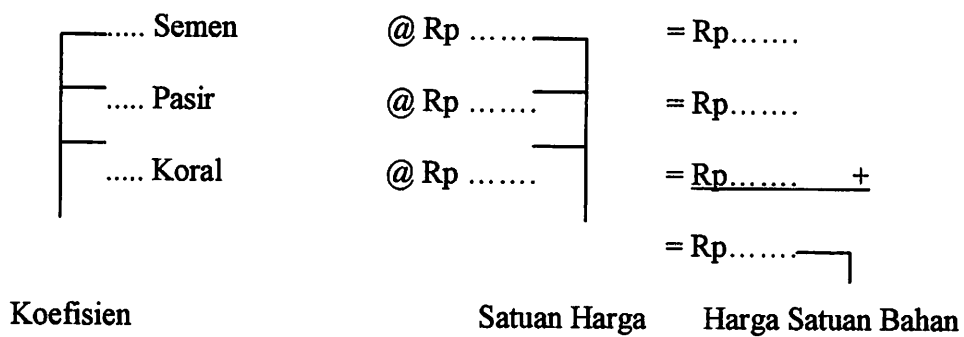 ..... Semen @ Rp ...... = Rp.......
..... Pasir @ Rp ....... = Rp.......
..... Koral @ Rp ....... = Rp....... +
= Rp.......
Koefisien Satuan Harga Harga Satuan Bahan